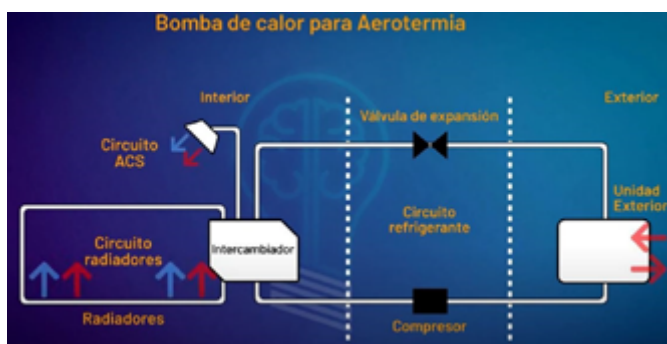 Bomba de calor para Aerotermia
Interior
Exterior
Válvula de expansión
Circuito
ACS
Unidad
Exterior
Circuito
refrigerante
Circuito
radiadores
Intercambiador
Radiadores
Compresor